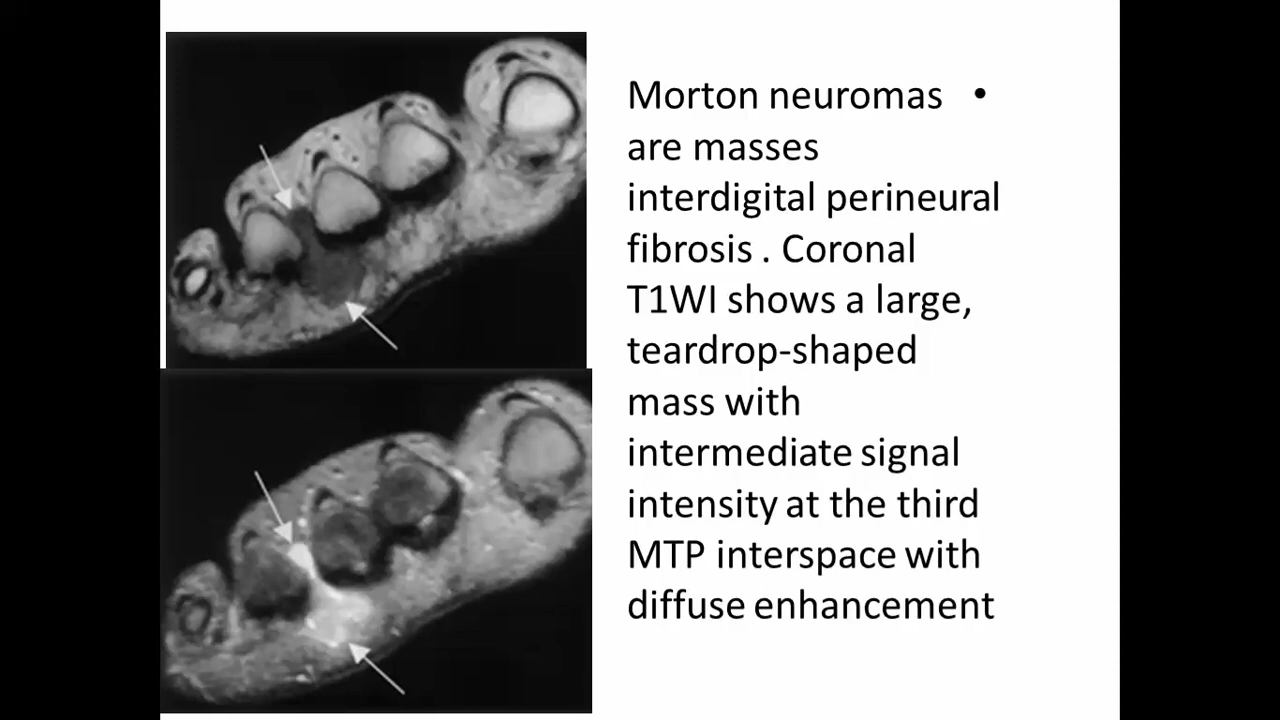 Morton neuromas •
are masses
interdigital perineural
fibrosis . Coronal
T1WI shows a large,
teardrop-shaped
mass with
intermediate signal
intensity at the third
MTP interspace with
diffuse enhancement